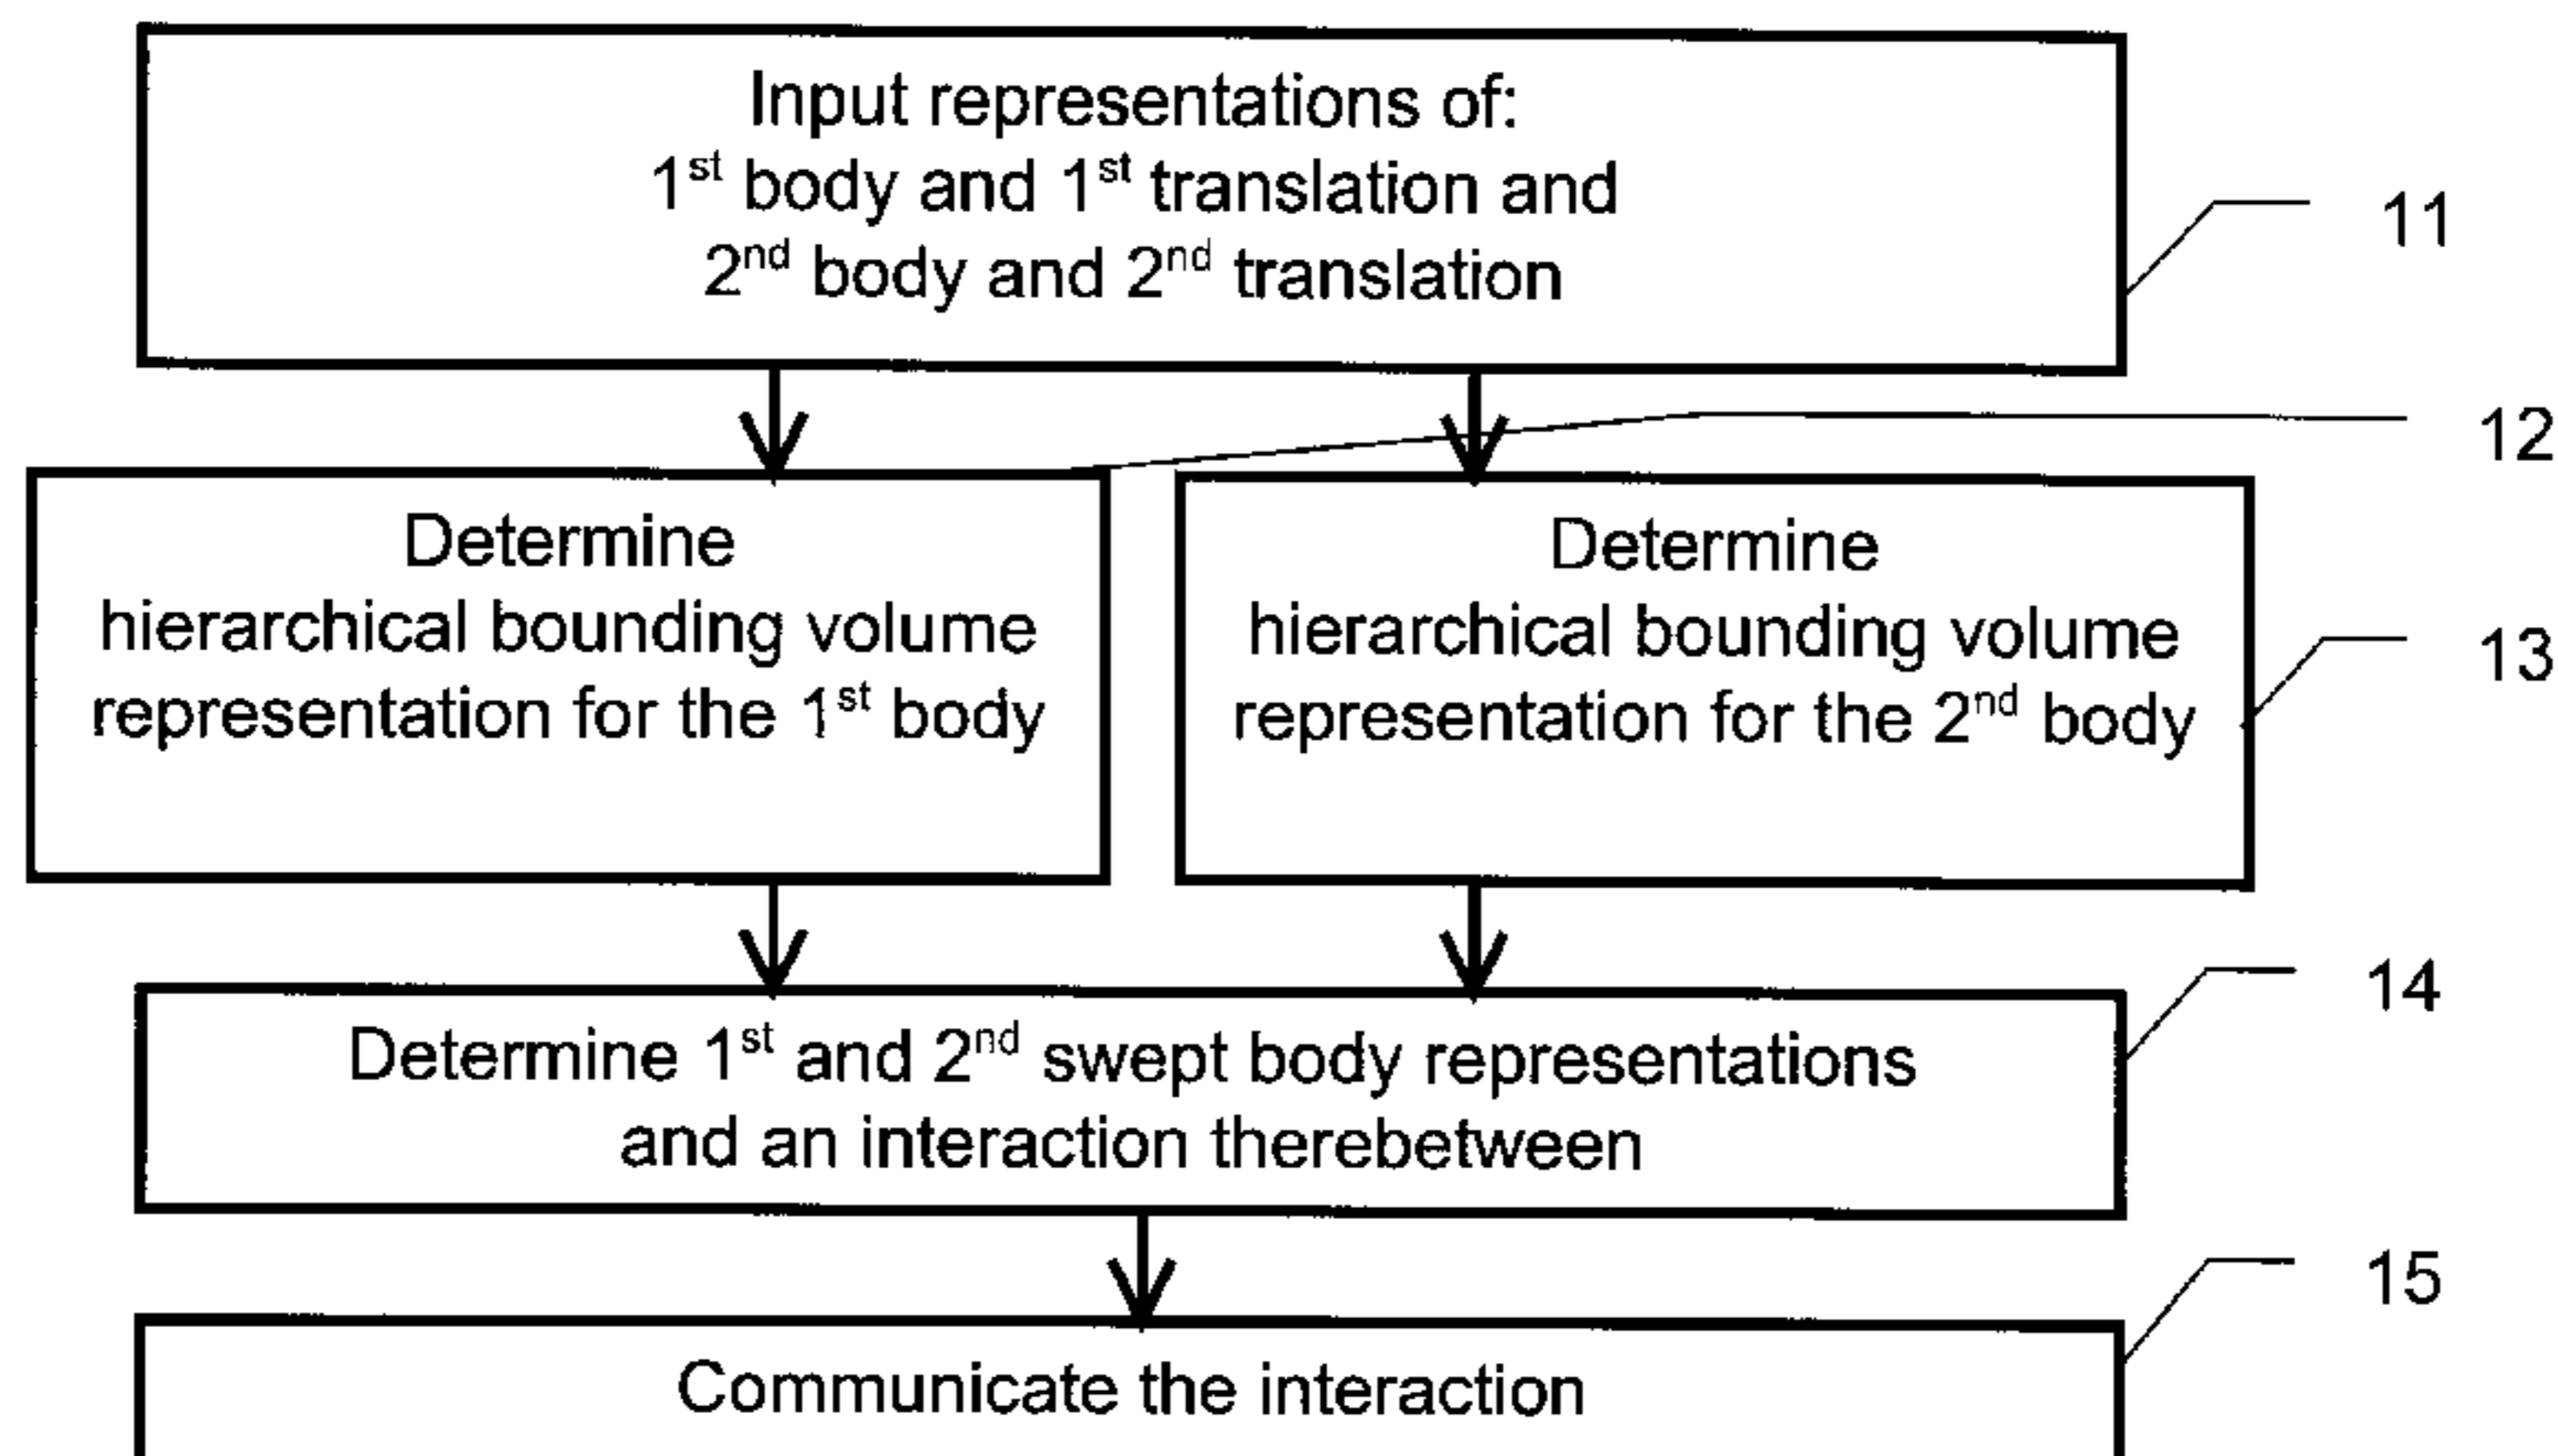 Input representations of:
1st body and 1st translation and
2nd body and 2nd translation
11
12
Determine
hierarchical bounding volume
representation for the 1st body
Determine
hierarchical bounding volume
representation for the 2nd body
13
14
Determine 1st and 2nd swept body representations
and an interaction therebetween
15
Communicate the interaction